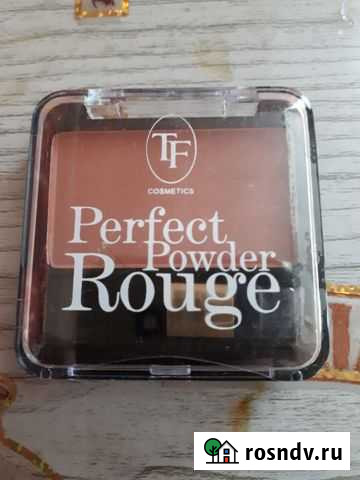 TF
COSMETICS
Perfect
Powder
Rouge
rosndv.ru